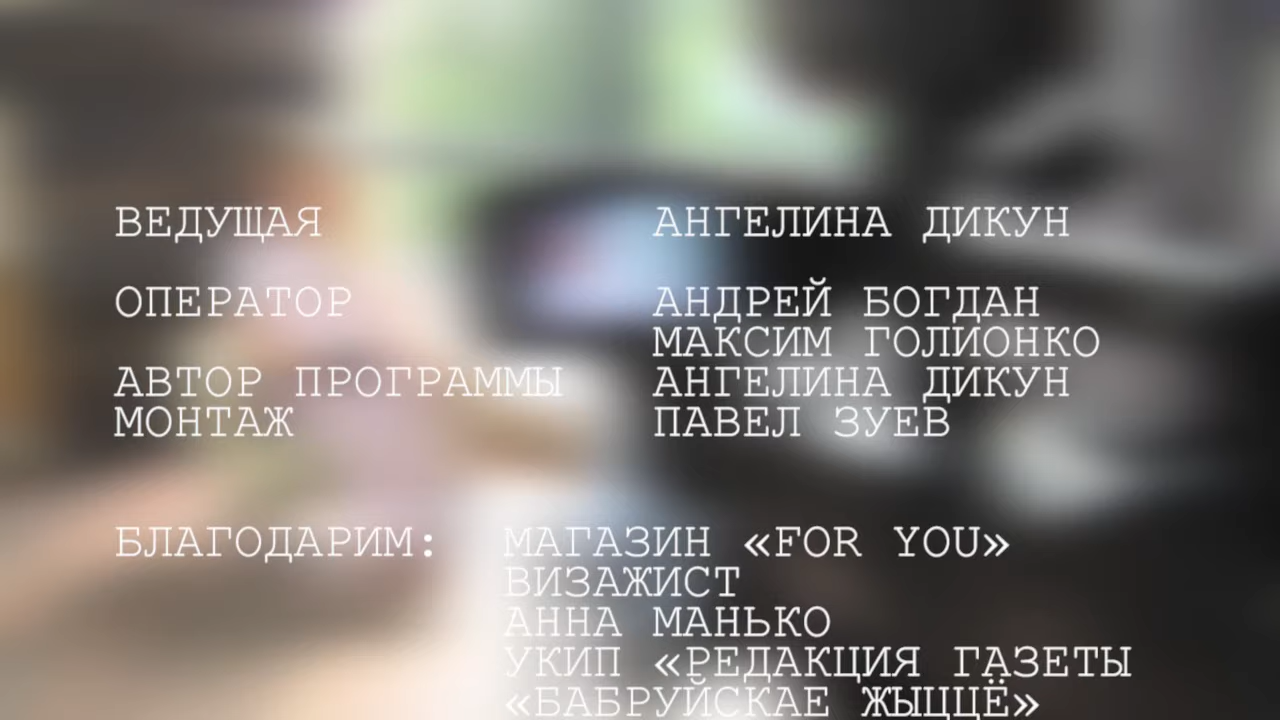 ВЕДУЩАЯ АНГЕЛИНА ДИКУН
ОПЕРАТОР АНДРЕЙ БОГДАН
МАКСИМ ГОЛИОНКО
АВТОР ПРОГРАММЫ АНГЕЛИНА ДИКУН
МОНТАЖ ПАВЕЛ ЗУЕВ
БЛАГОДАРИМ: МАГАЗИН «FOR YOU»
ВИЗАЖИСТ
АННА МАНЬКО
УКИП «РЕДАКЦИЯ ГАЗЕТЫ
«БАБРУЙСКАЕ ЖЫЦЦЁ»